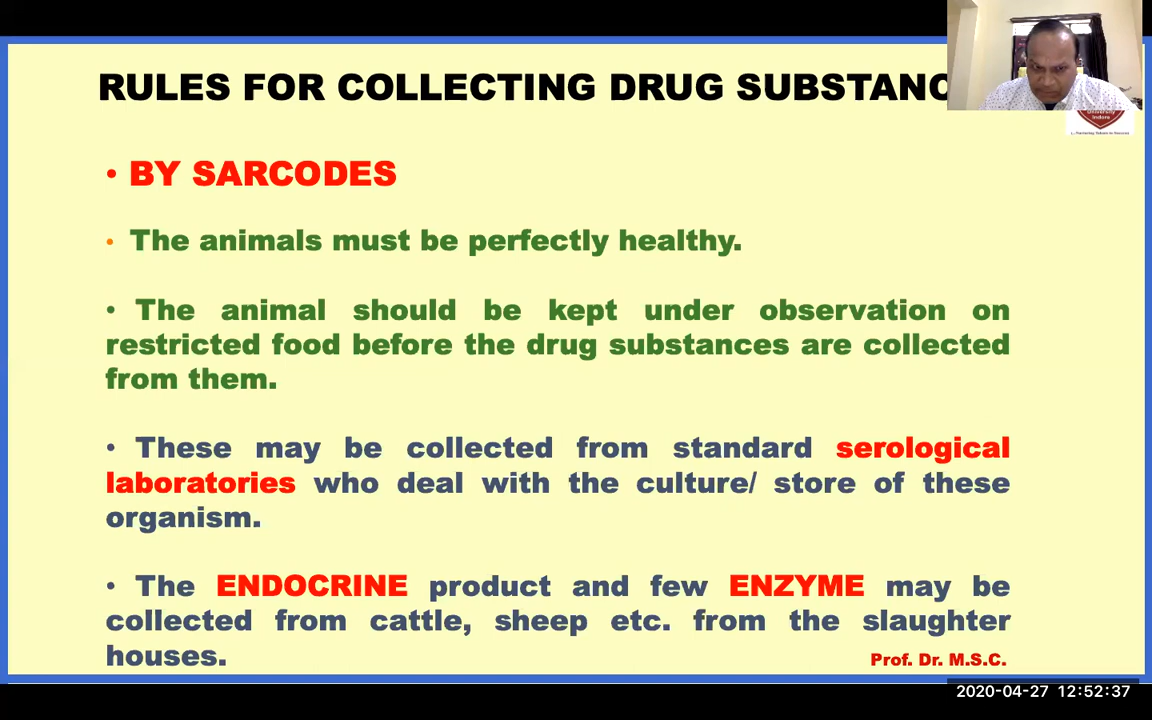 RULES FOR COLLECTING DRUG SUBSTANC
• BY SARCODES
• The animals must be perfectly healthy.
• The animal should be kept under observation on
restricted food before the drug substances are collected
from them.
• These may be collected from standard serological
laboratories who deal with the culture/ store of these
organism.
• The ENDOCRINE product and few ENZYME may be
collected from cattle, sheep etc. from the slaughter
houses.
Prof. Dr. M.S.C.
University
Indore
2020-04-27 12:52:37